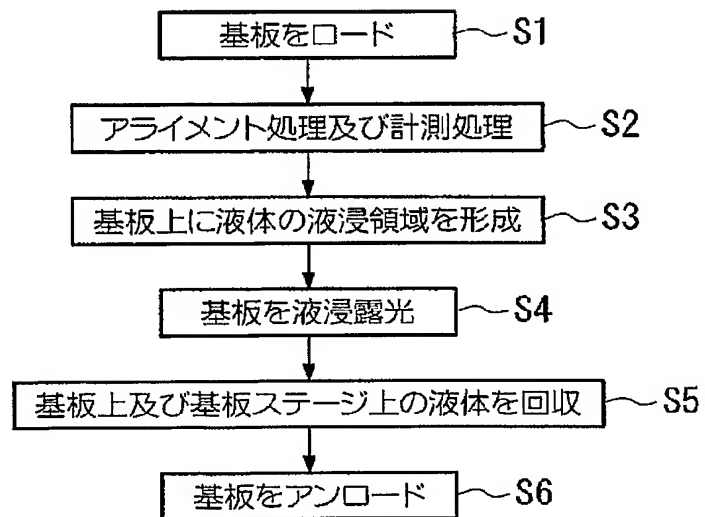 基板をロード S1
アライメント処理及び計測処理 S2
基板上に液体の液浸領域を形成 S3
基板を液浸露光 S4
基板上及び基板ステージ上の液体を回収 S5
基板をアンロード S6